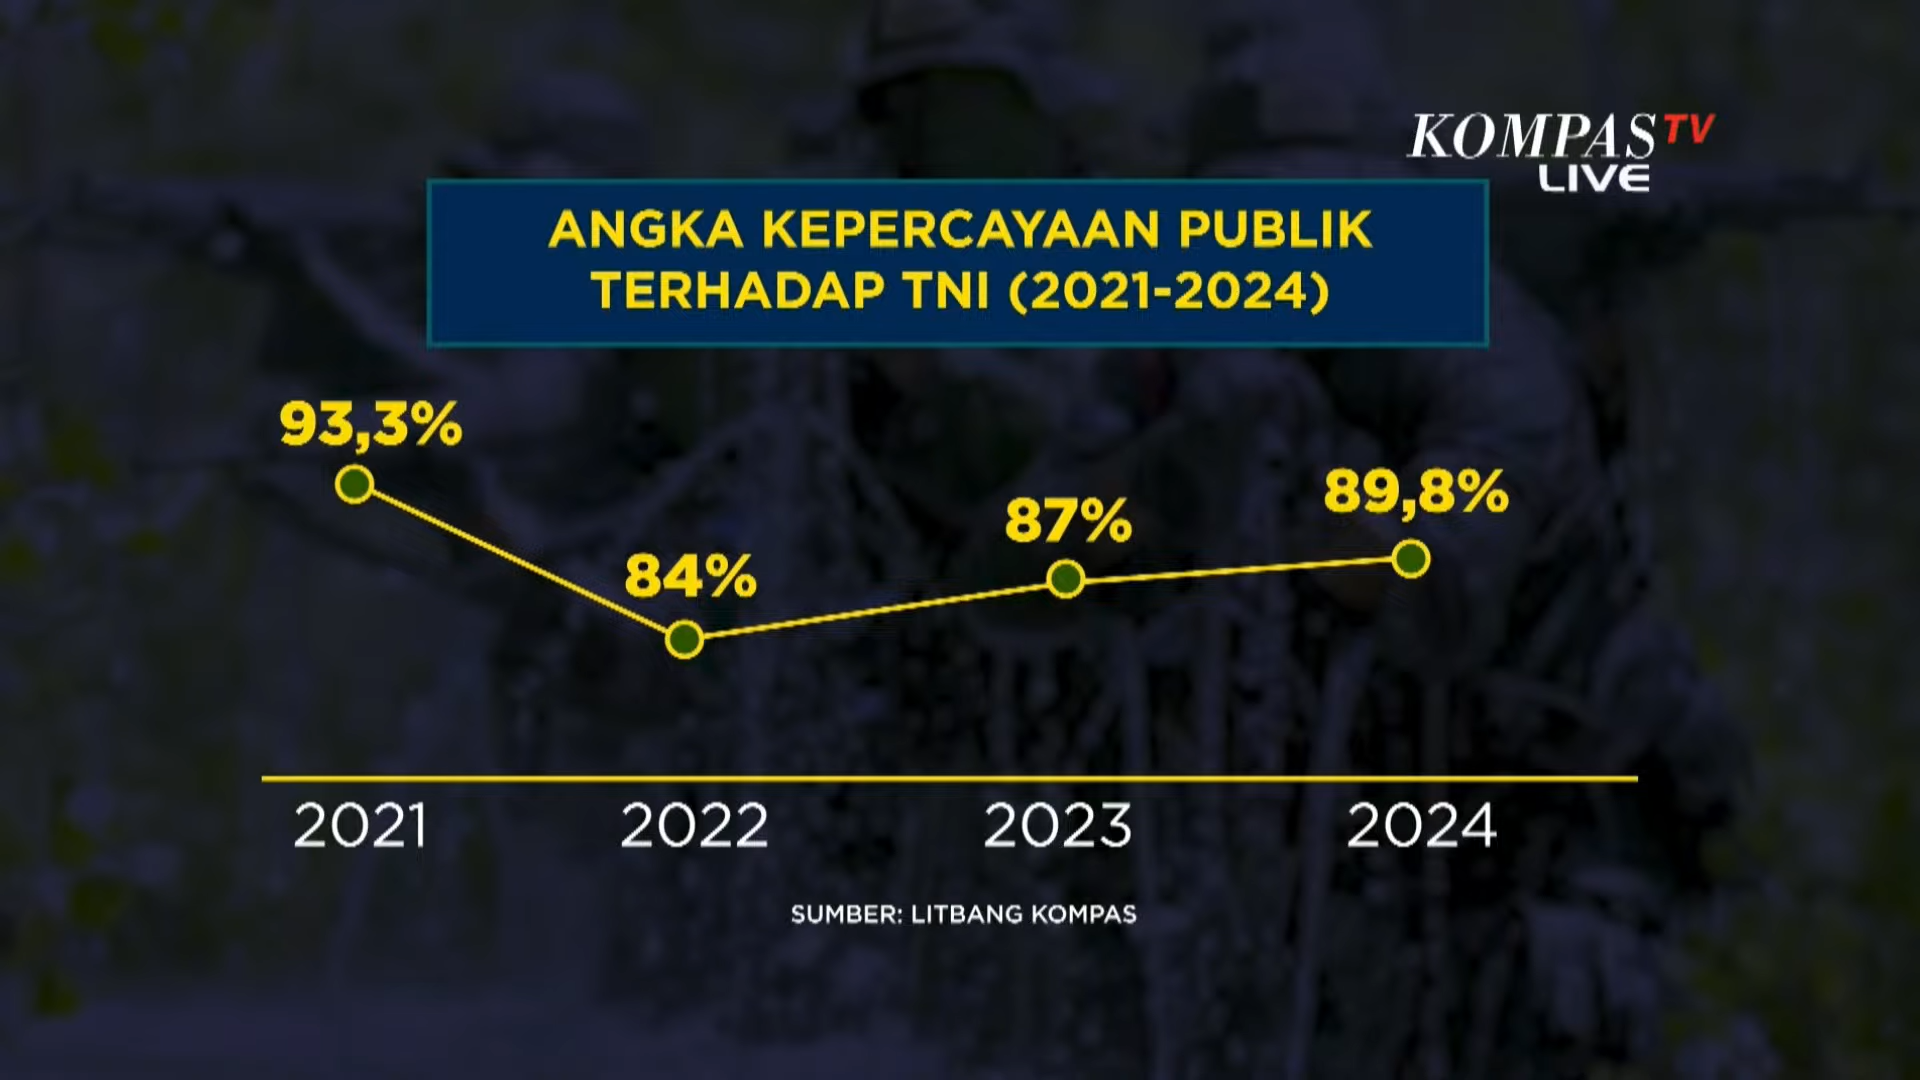 KOMPAS TV
LIVE
ANGKA KEPERCAYAAN PUBLIK
TERHADAP TNI (2021-2024)
93,3%
84%
87%
89,8%
2021
2022
2023
2024
SUMBER: LITBANG KOMPAS